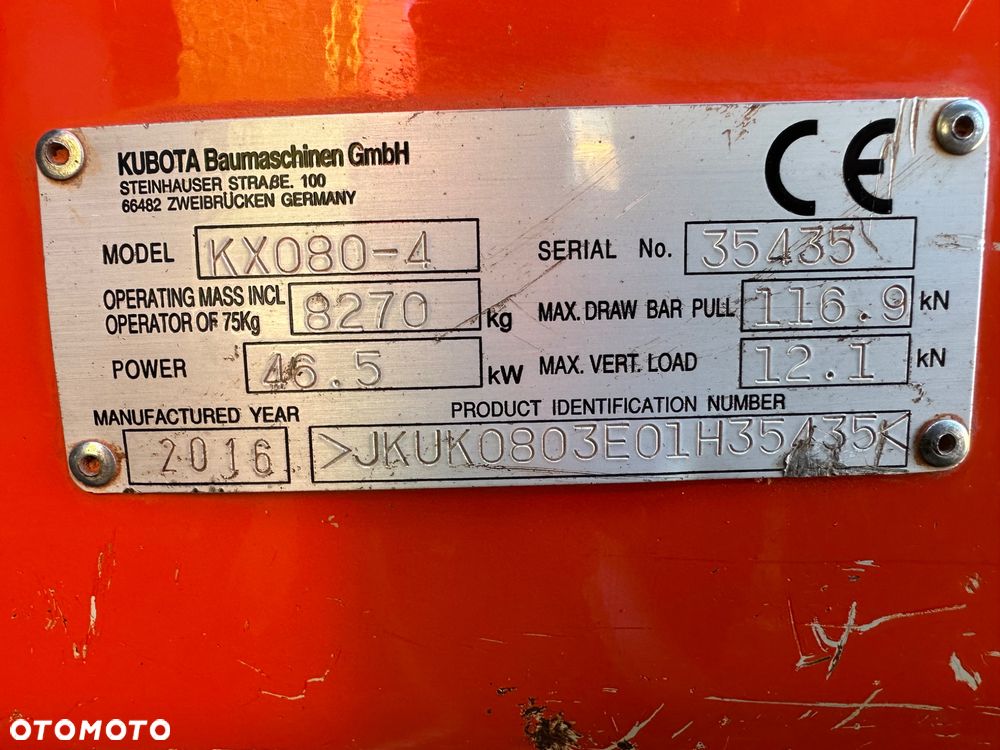 KUBOTA Baumaschinen GmbH
STEINHAUSER STRAßE. 100
66482 ZWEIBRÜCKEN GERMANY
CE
MODEL KX080-4 SERIAL No. 35435
OPERATING MASS INCL OPERATOR OF 75Kg 8270 kg MAX. DRAW BAR PULL 116.9 kN
POWER 46.5 kW MAX. VERT. LOAD 12.1 kN
MANUFACTURED YEAR PRODUCT IDENTIFICATION NUMBER
2016 >JKUK0803E01H35435<
OTOMOTO